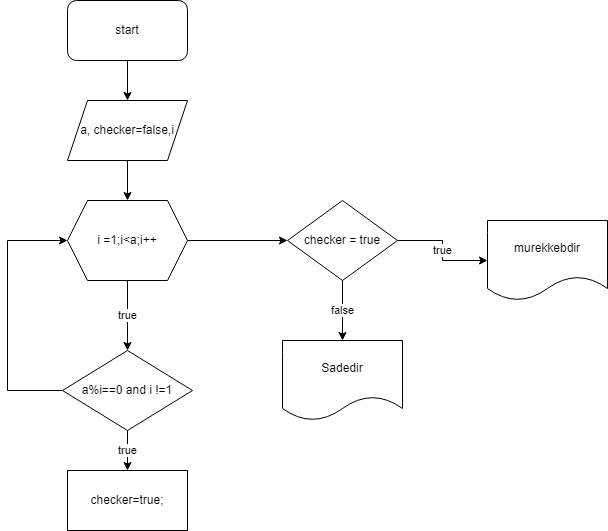 start
a, checker=false,i
i =1;i<a;i++
checker = true
true
murekkebdir
true
false
Sadedir
a%i==0 and i !=1
true
checker=true;